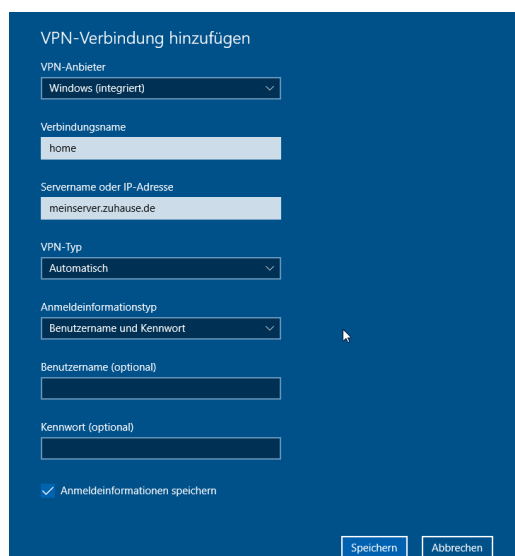 VPN-Verbindung hinzufügen
VPN-Anbieter
Windows (integriert)
Verbindungsname
home
Servername oder IP-Adresse
meinserver.zuhause.de
VPN-Typ
Automatisch
Anmeldeinformationstyp
Benutzername und Kennwort
Benutzername (optional)
Kennwort (optional)
Anmeldeinformationen speichern
Speichern Abbrechen